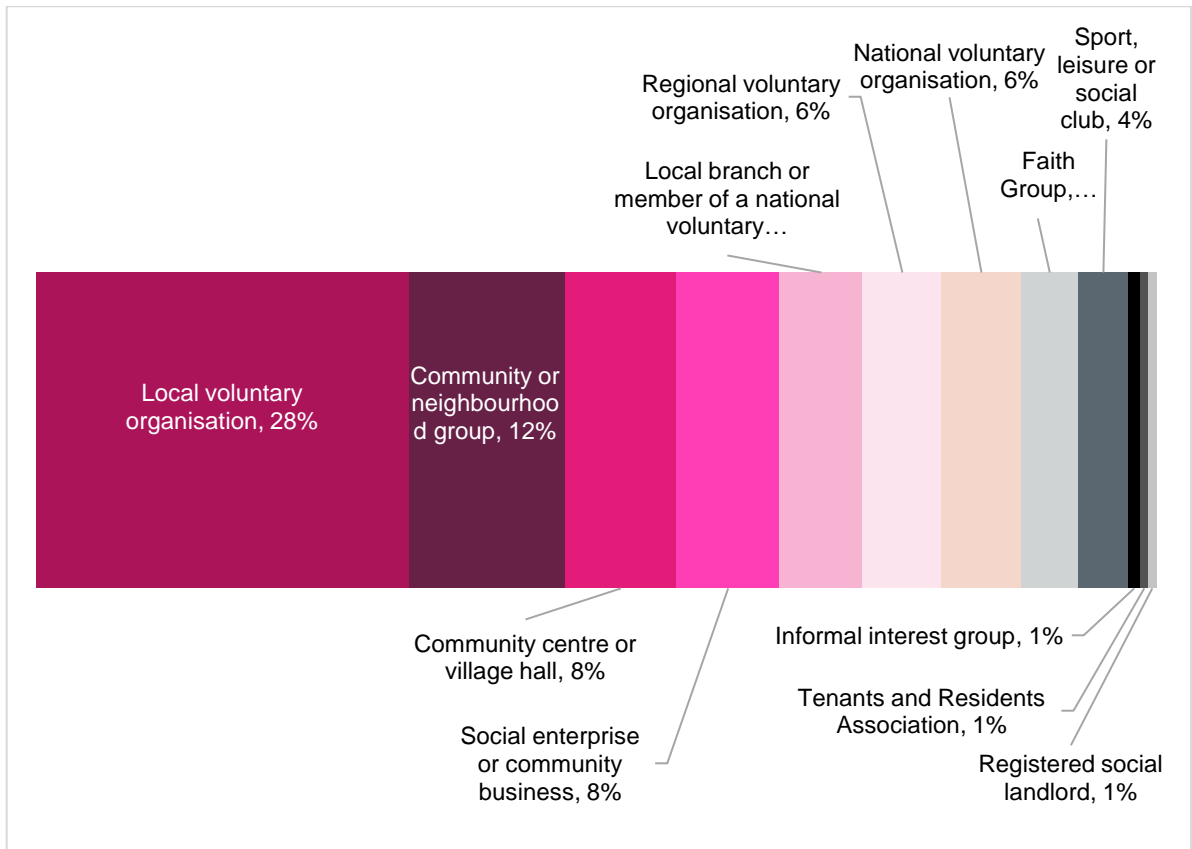 Sport,
leisure or
social
club, 4%
National voluntary
organisation, 6%
Regional voluntary
organisation, 6%
Faith
Group,…
Local branch or
member of a national
voluntary…
Local voluntary
organisation, 28%
Community or
neighbourhoo
d group, 12%
Community centre or
village hall, 8%
Informal interest group, 1%
Tenants and Residents
Association, 1%
Social enterprise
or community
business, 8%
Registered social
landlord, 1%